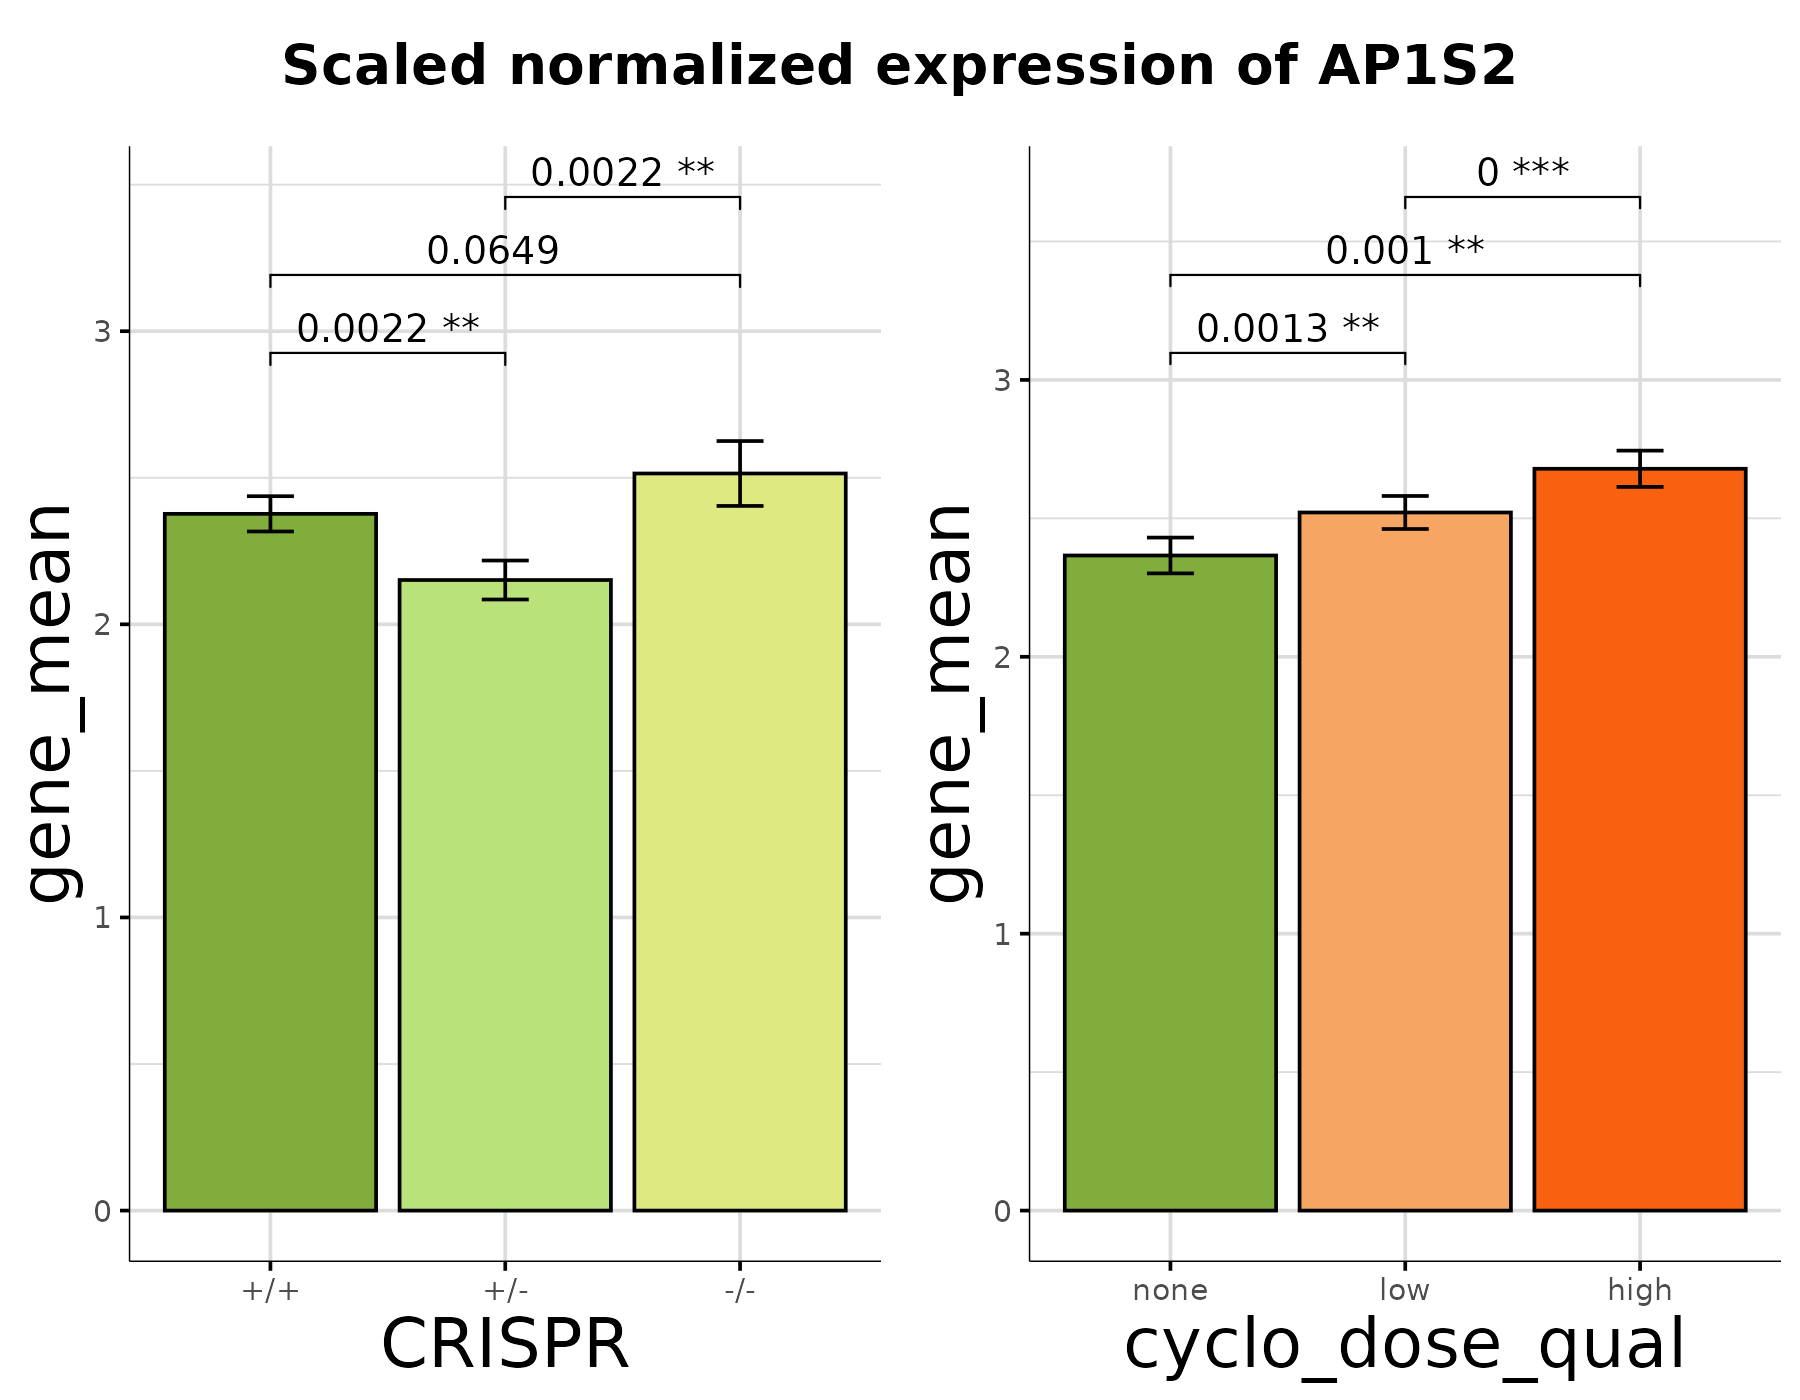 Scaled normalized expression of AP1S2
gene_mean
3
2
1
0
0.0022 **
0.0649
0.0022 **
+/+ +/- -/-
CRISPR
gene_mean
3
2
1
0
0 ***
0.001 **
0.0013 **
none low high
cyclo_dose_qual